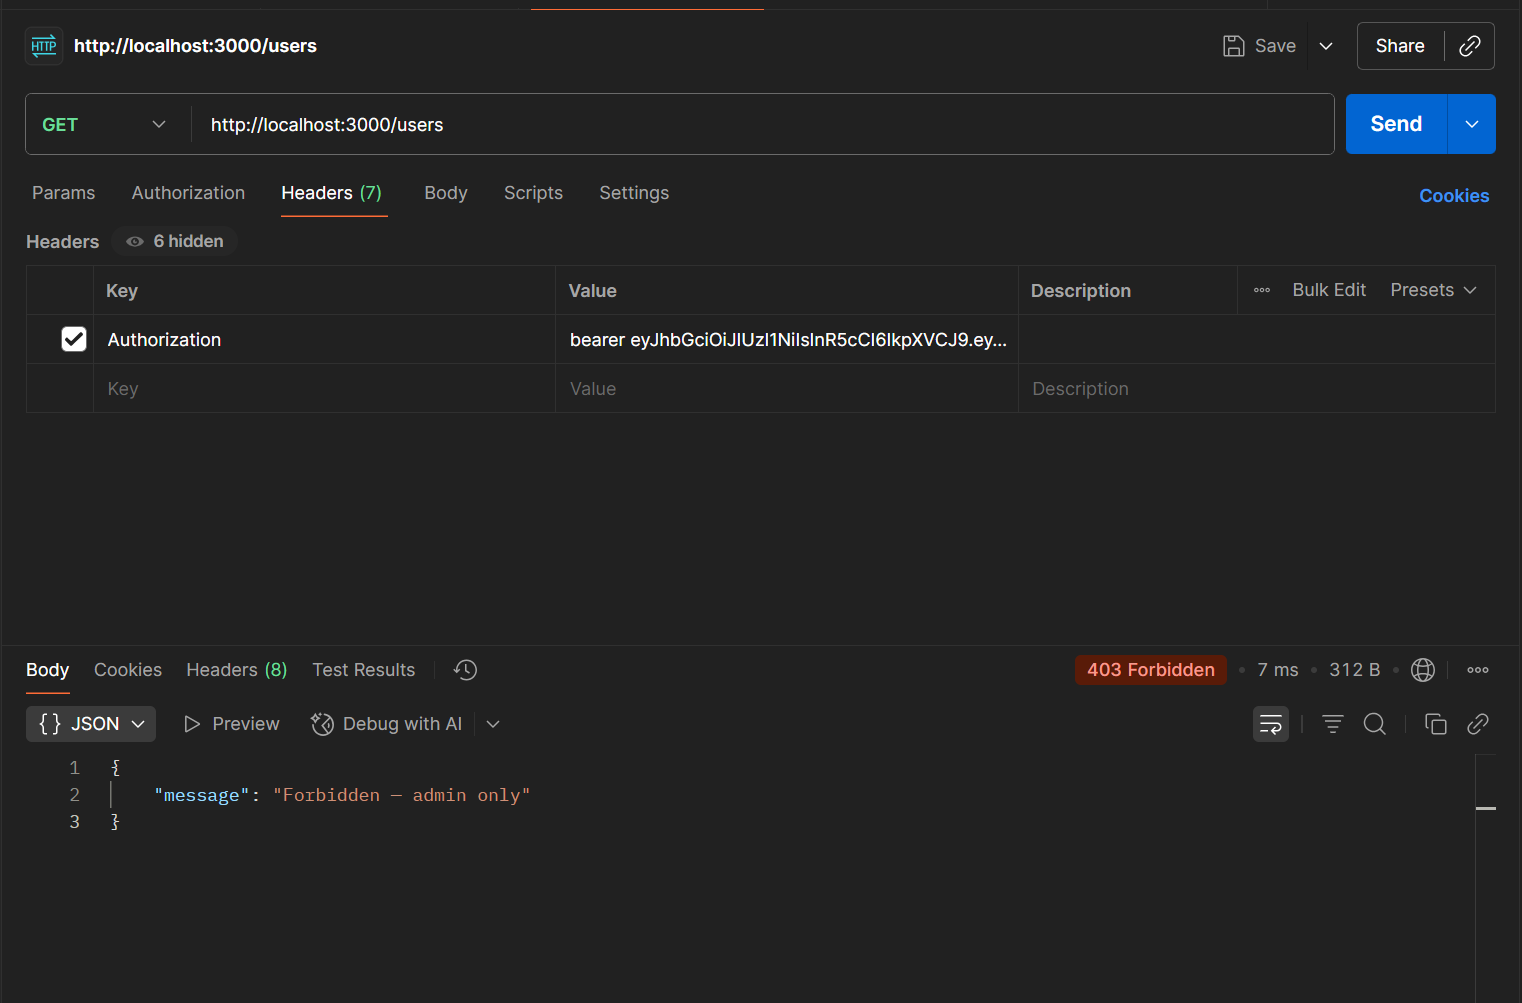 HTTP http://localhost:3000/users Save Share
GET http://localhost:3000/users Send
Params Authorization Headers (7) Body Scripts Settings Cookies
Headers 6 hidden
Key Value Description Bulk Edit Presets
Authorization bearer eyJhbGciOiJIUzI1NiIsInR5cCI6IkpXVCJ9.ey...
Key Value Description
Body Cookies Headers (8) Test Results 403 Forbidden • 7 ms • 312 B •
{} JSON Preview Debug with AI
1 {
2 "message": "Forbidden — admin only"
3 }